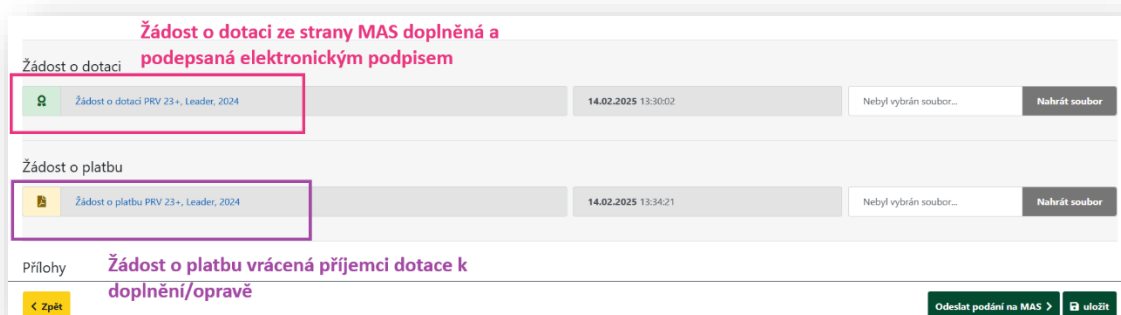 Žádost o dotaci ze strany MAS doplněná a
podepsaná elektronickým podpisem
Žádost o dotaci
Žádost o dotaci PRV 23+, Leader, 2024 14.02.2025 13:30:02 Nebyl vybrán soubor... Nahrát soubor
Žádost o platbu
Žádost o platbu PRV 23+, Leader, 2024 14.02.2025 13:34:21 Nebyl vybrán soubor... Nahrát soubor
Přílohy
Žádost o platbu vrácená příjemci dotace k
doplnění/opravě
Zpět Odeslat podání na MAS uložit